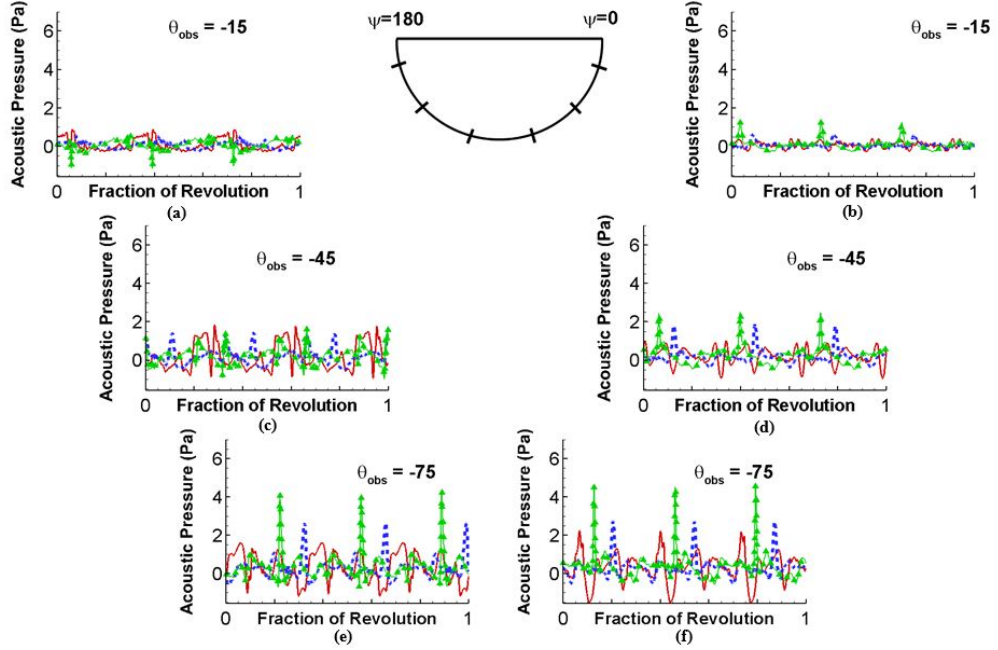 Acoustic Pressure (Pa)
6
4
2
0
θobs = -15
0
1
Fraction of Revolution
(a)
ψ=180
ψ=0
Acoustic Pressure (Pa)
6
4
2
0
θobs = -15
0
1
Fraction of Revolution
(b)
Acoustic Pressure (Pa)
6
4
2
0
θobs = -45
0
1
Fraction of Revolution
(c)
Acoustic Pressure (Pa)
6
4
2
0
θobs = -45
0
1
Fraction of Revolution
(d)
Acoustic Pressure (Pa)
6
4
2
0
θobs = -75
0
1
Fraction of Revolution
(e)
Acoustic Pressure (Pa)
6
4
2
0
θobs = -75
0
1
Fraction of Revolution
(f)